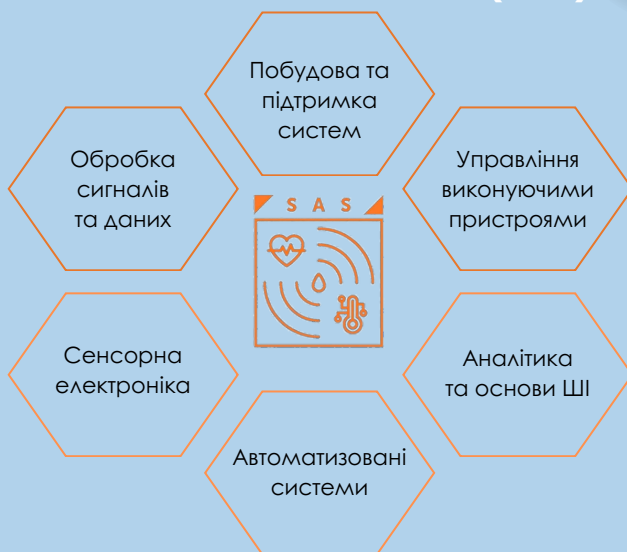 Побудова та
підтримка
систем
Обробка
сигналів
та даних
Управління
виконуючими
пристроями
S A S
Сенсорна
електроніка
Аналітика
та основи ШІ
Автоматизовані
системи